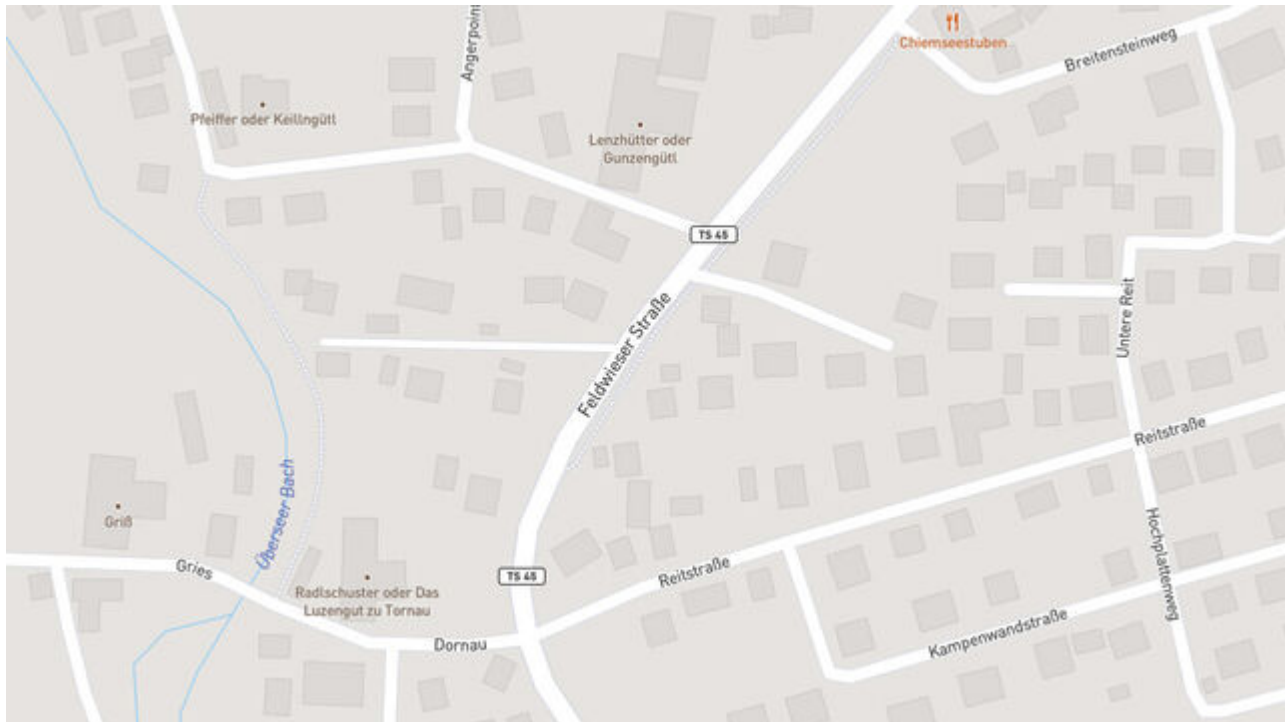 Chiemseestuben
Breitensteinweg
Angerpoint
Pfeiffer oder Keillngütl
Lenzhütter oder
Gunzengütl
TS 45
Untere Reit
Feldwieser Straße
Reitstraße
Überseer Bach
Griß
Hochplattenweg
Gries
TS 45
Reitstraße
Radlschuster oder Das
Luzengut zu Tornau
Kampenwandstraße
Dornau